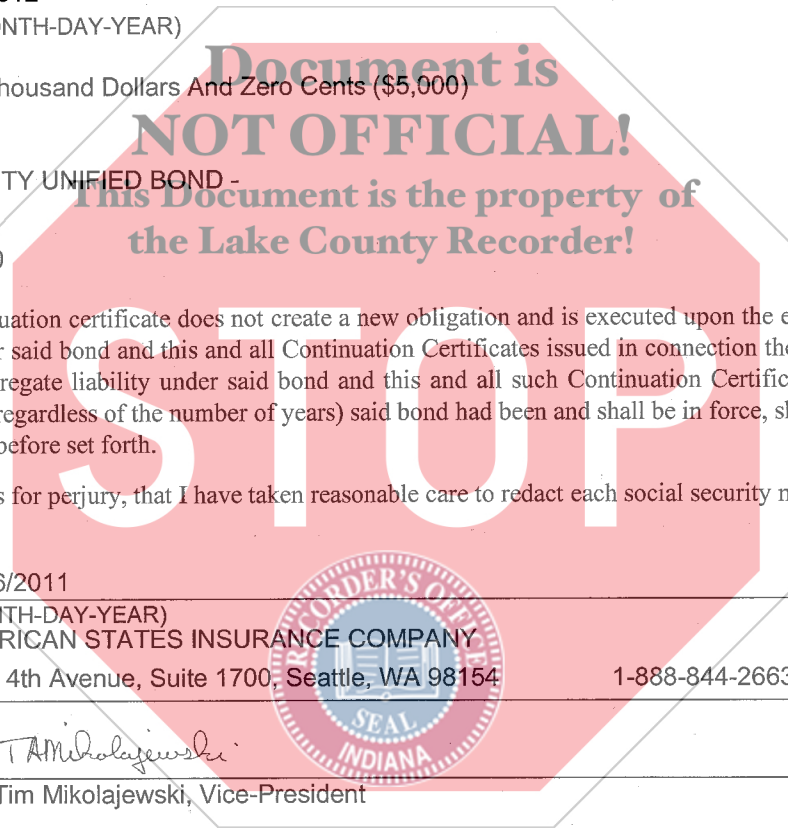 NTH-DAY-YEAR)
Document is
housand Dollars And Zero Cents ($5,000)
NOT OFFICIAL!
TY UNIFIED BOND -
This Document is the property of
the Lake County Recorder!
uation certificate does not create a new obligation and is executed upon the e
r said bond and this and all Continuation Certificates issued in connection the
regate liability under said bond and this and all such Continuation Certific
regardless of the number of years) said bond had been and shall be in force, sh
before set forth.
STOP
s for perjury, that I have taken reasonable care to redact each social security n
6/2011
NTH-DAY-YEAR)
RICAN STATES INSURANCE COMPANY
4th Avenue, Suite 1700, Seattle, WA 98154 1-888-844-2663
RECORDER'S OFFICE
SEAL
INDIANA
TAMikolajewski
Tim Mikolajewski, Vice-President